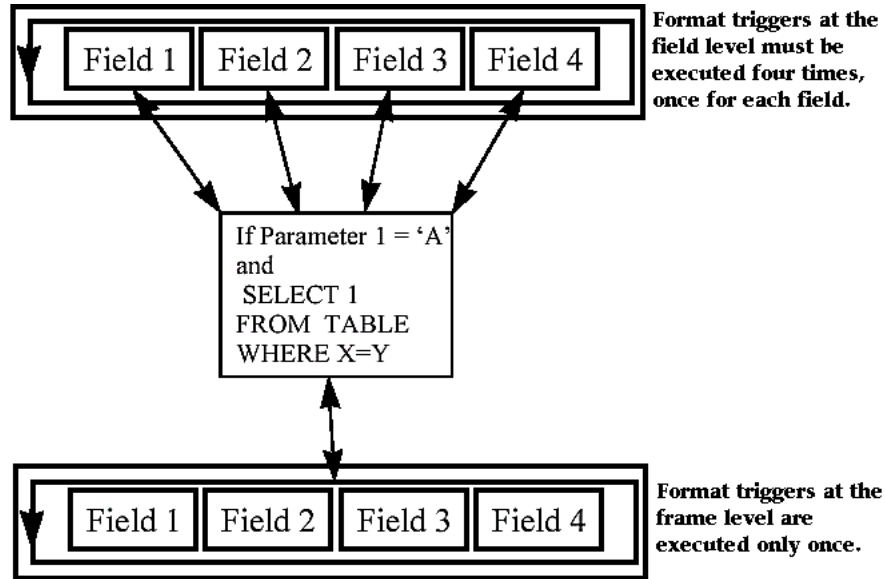 Field 1 Field 2 Field 3 Field 4
Format triggers at the
field level must be
executed four times,
once for each field.
If Parameter 1 = ‘A’
and
SELECT 1
FROM TABLE
WHERE X=Y
Field 1 Field 2 Field 3 Field 4
Format triggers at the
frame level are
executed only once.